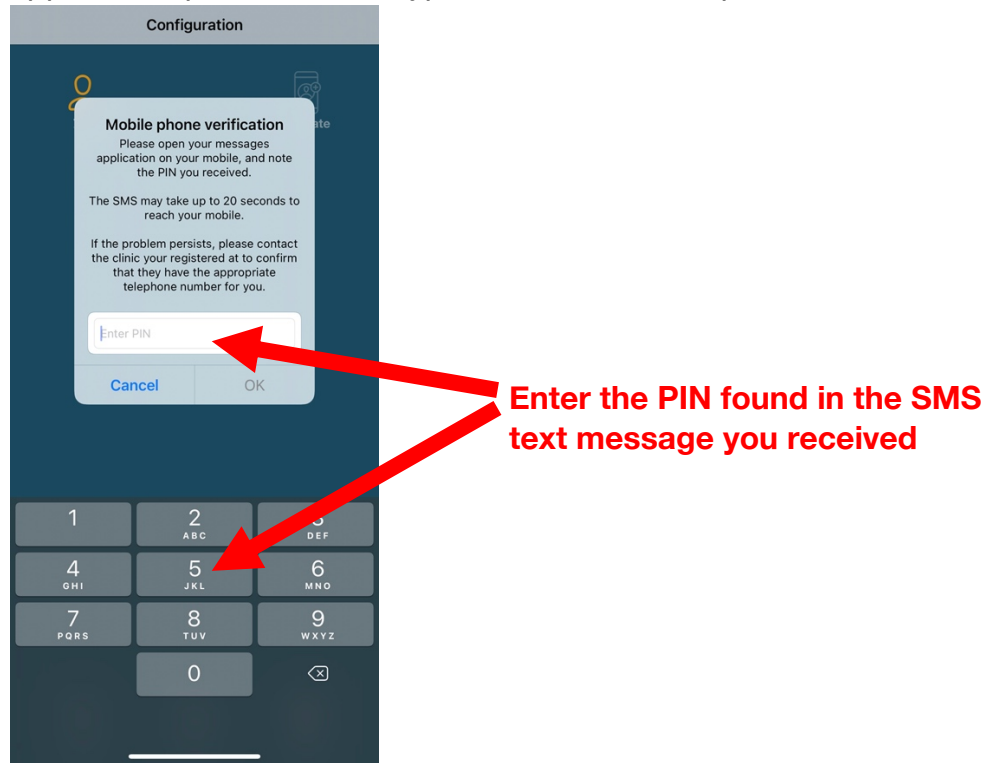 Configuration
ate
Mobile phone verification
Please open your messages
application on your mobile, and note
the PIN you received.
The SMS may take up to 20 seconds to
reach your mobile.
If the problem persists, please contact
the clinic your registered at to confirm
that they have the appropriate
telephone number for you.
Enter PIN
Cancel OK
Enter the PIN found in the SMS
text message you received
1 2 3
ABC DEF
4 5 6
GHI JKL MNO
7 8 9
PQRS TUV WXYZ
0